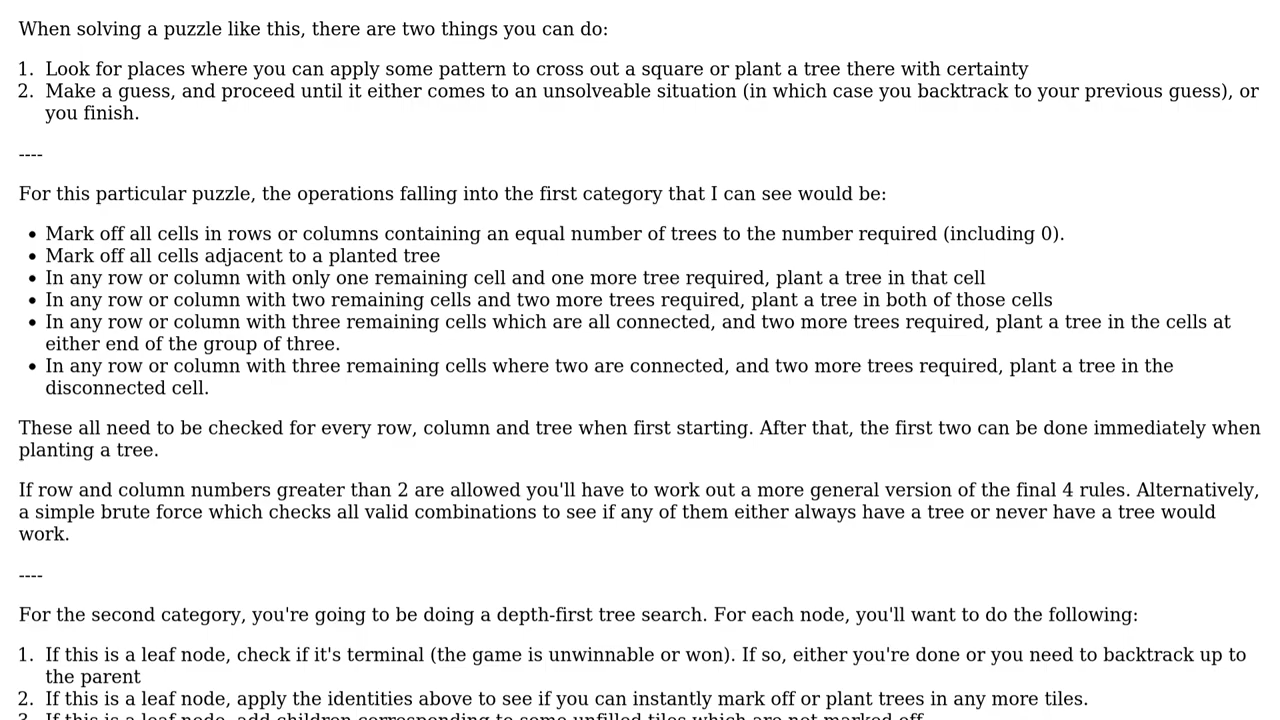 When solving a puzzle like this, there are two things you can do:
1. Look for places where you can apply some pattern to cross out a square or plant a tree there with certainty
2. Make a guess, and proceed until it either comes to an unsolveable situation (in which case you backtrack to your previous guess), or
you finish.
----
For this particular puzzle, the operations falling into the first category that I can see would be:
• Mark off all cells in rows or columns containing an equal number of trees to the number required (including 0).
• Mark off all cells adjacent to a planted tree
• In any row or column with only one remaining cell and one more tree required, plant a tree in that cell
• In any row or column with two remaining cells and two more trees required, plant a tree in both of those cells
• In any row or column with three remaining cells which are all connected, and two more trees required, plant a tree in the cells at
either end of the group of three.
• In any row or column with three remaining cells where two are connected, and two more trees required, plant a tree in the
disconnected cell.
These all need to be checked for every row, column and tree when first starting. After that, the first two can be done immediately when
planting a tree.
If row and column numbers greater than 2 are allowed you'll have to work out a more general version of the final 4 rules. Alternatively,
a simple brute force which checks all valid combinations to see if any of them either always have a tree or never have a tree would
work.
----
For the second category, you're going to be doing a depth-first tree search. For each node, you'll want to do the following:
1. If this is a leaf node, check if it's terminal (the game is unwinnable or won). If so, either you're done or you need to backtrack up to
the parent
2. If this is a leaf node, apply the identities above to see if you can instantly mark off or plant trees in any more tiles.
3. If this is a leaf node, add children corresponding to some unfilled tiles which are not marked off